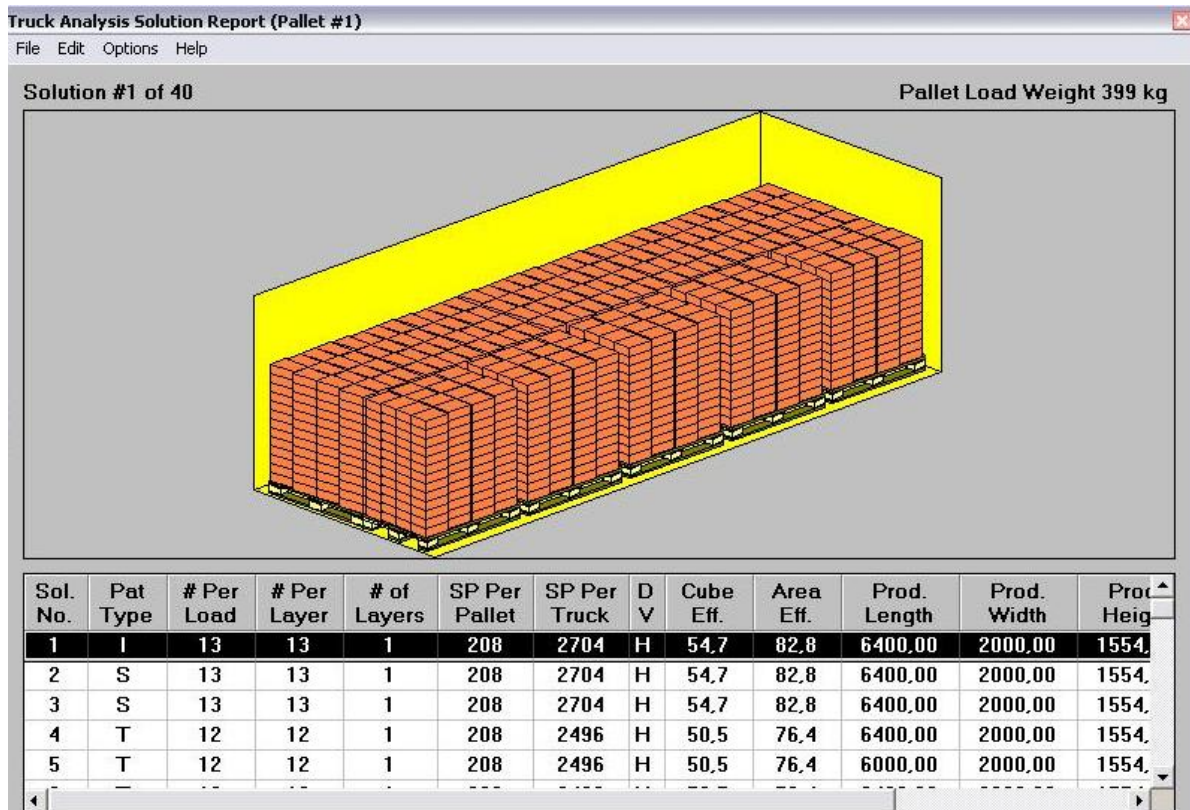 Truck Analysis Solution Report (Pallet #1)
File Edit Options Help
Solution #1 of 40 Pallet Load Weight 399 kg
Sol. Pat # Per # Per # of SP Per SP Per D Cube Area Prod. Prod. Prod
No. Type Load Layer Layers Pallet Truck V Eff. Eff. Length Width Heig
1 I 13 13 1 208 2704 H 54,7 82,8 6400,00 2000,00 1554,
2 S 13 13 1 208 2704 H 54,7 82,8 6400,00 2000,00 1554,
3 S 13 13 1 208 2704 H 54,7 82,8 6400,00 2000,00 1554,
4 T 12 12 1 208 2496 H 50,5 76,4 6400,00 2000,00 1554,
5 T 12 12 1 208 2496 H 50,5 76,4 6000,00 2000,00 1554,